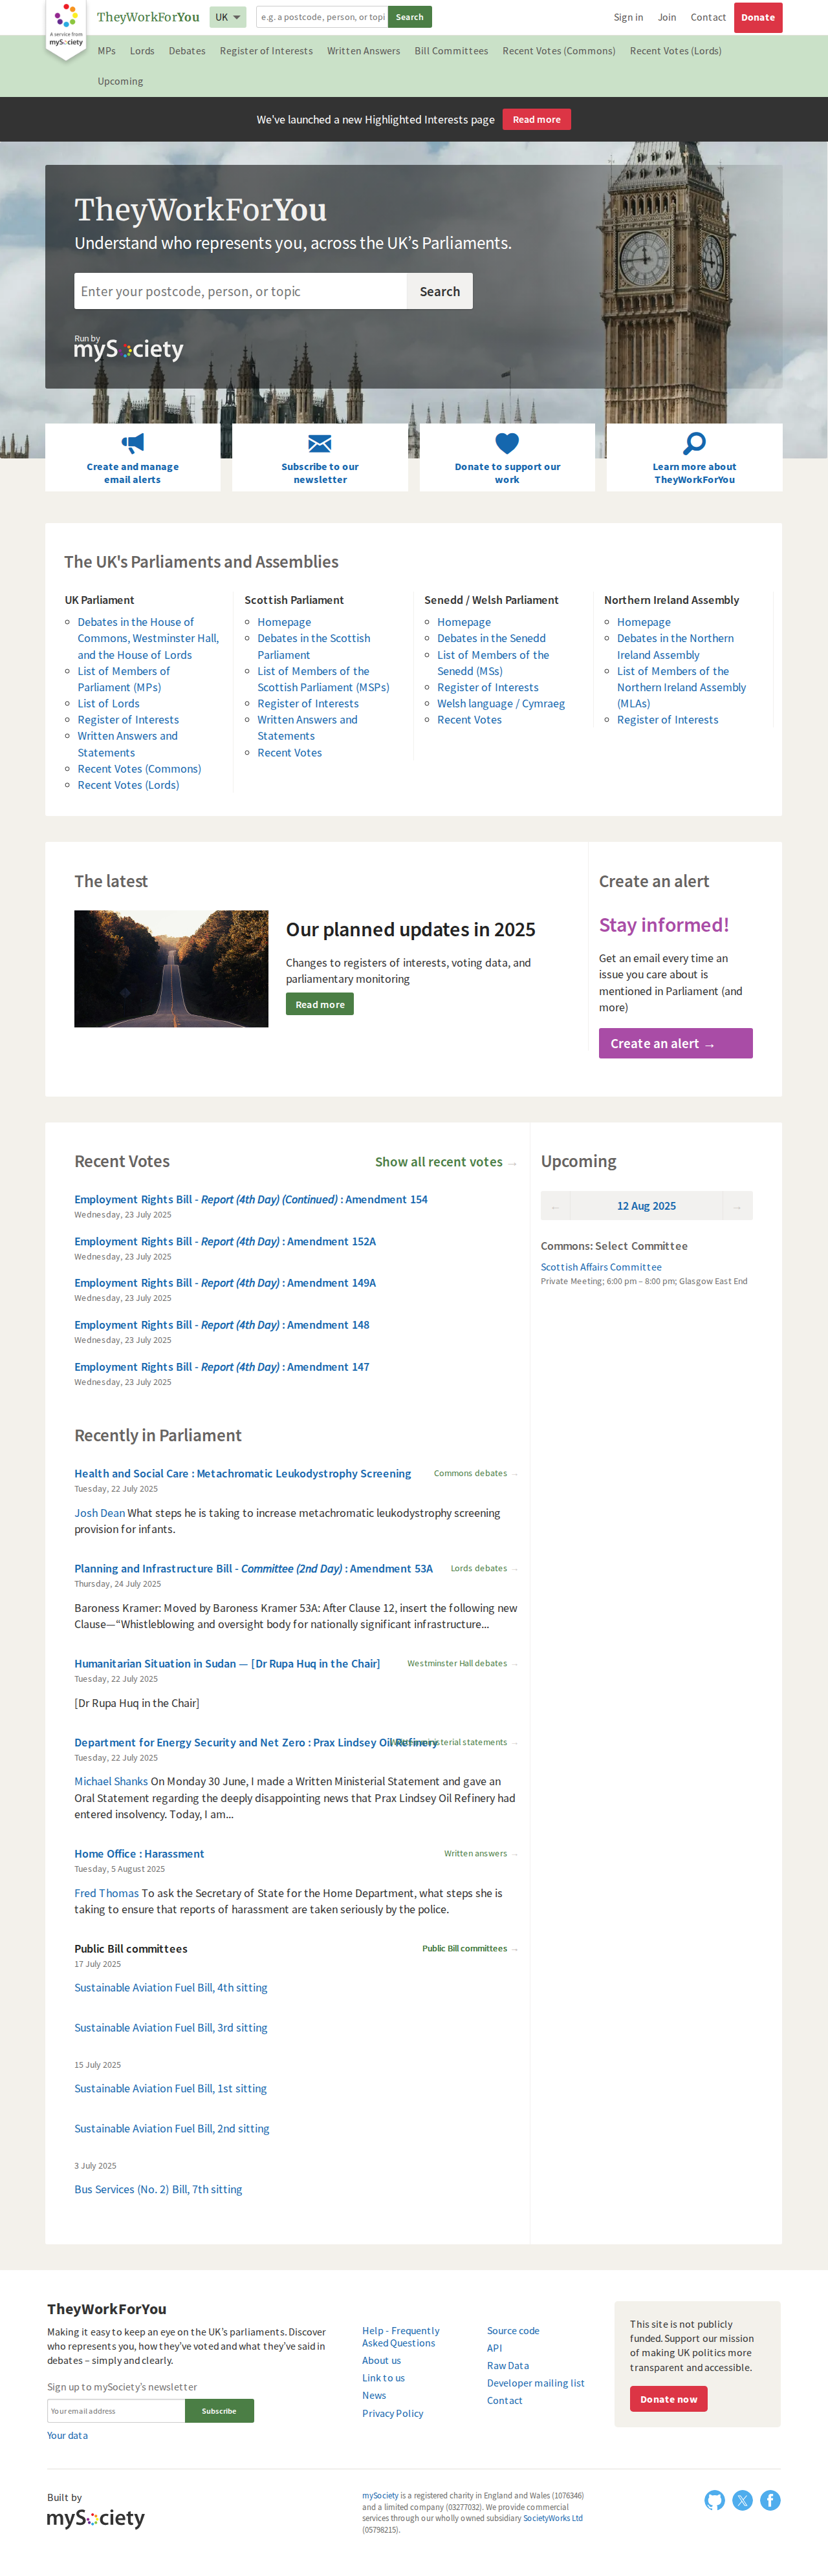 A service from
mySociety
TheyWorkForYou
UK
e.g. a postcode, person, or topi
Search
Sign in
Join
Contact
Donate
MPs
Lords
Debates
Register of Interests
Written Answers
Bill Committees
Recent Votes (Commons)
Recent Votes (Lords)
Upcoming
We've launched a new Highlighted Interests page
Read more
TheyWorkForYou
Understand who represents you, across the UK's Parliaments.
Enter your postcode, person, or topic
Search
Run by
mySociety
Create and manage
email alerts
Subscribe to our
newsletter
Donate to support our
work
Learn more about
TheyWorkForYou
The UK's Parliaments and Assemblies
UK Parliament
Debates in the House of
Commons, Westminster Hall,
and the House of Lords
List of Members of
Parliament (MPs)
List of Lords
Register of Interests
Written Answers and
Statements
Recent Votes (Commons)
Recent Votes (Lords)
Scottish Parliament
Homepage
Debates in the Scottish
Parliament
List of Members of the
Scottish Parliament (MSPs)
Register of Interests
Written Answers and
Statements
Recent Votes
Senedd / Welsh Parliament
Homepage
Debates in the Senedd
List of Members of the
Senedd (MSs)
Register of Interests
Welsh language / Cymraeg
Recent Votes
Northern Ireland Assembly
Homepage
Debates in the Northern
Ireland Assembly
List of Members of the
Northern Ireland Assembly
(MLAs)
Register of Interests
The latest
Our planned updates in 2025
Changes to registers of interests, voting data, and
parliamentary monitoring
Read more
Create an alert
Stay informed!
Get an email every time an
issue you care about is
mentioned in Parliament (and
more)
Create an alert →
Recent Votes
Show all recent votes →
Employment Rights Bill - Report (4th Day) (Continued) : Amendment 154
Wednesday, 23 July 2025
Employment Rights Bill - Report (4th Day) : Amendment 152A
Wednesday, 23 July 2025
Employment Rights Bill - Report (4th Day) : Amendment 149A
Wednesday, 23 July 2025
Employment Rights Bill - Report (4th Day) : Amendment 148
Wednesday, 23 July 2025
Employment Rights Bill - Report (4th Day) : Amendment 147
Wednesday, 23 July 2025
Upcoming
← 12 Aug 2025 →
Commons: Select Committee
Scottish Affairs Committee
Private Meeting; 6:00 pm – 8:00 pm; Glasgow East End
Recently in Parliament
Health and Social Care : Metachromatic Leukodystrophy Screening
Commons debates →
Tuesday, 22 July 2025
Josh Dean What steps he is taking to increase metachromatic leukodystrophy screening
provision for infants.
Planning and Infrastructure Bill - Committee (2nd Day) : Amendment 53A
Lords debates →
Thursday, 24 July 2025
Baroness Kramer: Moved by Baroness Kramer 53A: After Clause 12, insert the following new
Clause—“Whistleblowing and oversight body for nationally significant infrastructure...
Humanitarian Situation in Sudan — [Dr Rupa Huq in the Chair]
Westminster Hall debates →
Tuesday, 22 July 2025
[Dr Rupa Huq in the Chair]
Department for Energy Security and Net Zero : Prax Lindsey Oil Refinery
ministerial statements →
Tuesday, 22 July 2025
Michael Shanks On Monday 30 June, I made a Written Ministerial Statement and gave an
Oral Statement regarding the deeply disappointing news that Prax Lindsey Oil Refinery had
entered insolvency. Today, I am...
Home Office : Harassment
Written answers →
Tuesday, 5 August 2025
Fred Thomas To ask the Secretary of State for the Home Department, what steps she is
taking to ensure that reports of harassment are taken seriously by the police.
Public Bill committees
Public Bill committees →
17 July 2025
Sustainable Aviation Fuel Bill, 4th sitting
Sustainable Aviation Fuel Bill, 3rd sitting
15 July 2025
Sustainable Aviation Fuel Bill, 1st sitting
Sustainable Aviation Fuel Bill, 2nd sitting
3 July 2025
Bus Services (No. 2) Bill, 7th sitting
TheyWorkForYou
Making it easy to keep an eye on the UK's parliaments. Discover
who represents you, how they've voted and what they've said in
debates – simply and clearly.
Sign up to mySociety's newsletter
Your email address
Subscribe
Your data
Help - Frequently
Asked Questions
About us
Link to us
News
Privacy Policy
Source code
API
Raw Data
Developer mailing list
Contact
This site is not publicly
funded. Support our mission
of making UK politics more
transparent and accessible.
Donate now
Built by
mySociety
mySociety is a registered charity in England and Wales (1076346)
and a limited company (03277032). We provide commercial
services through our wholly owned subsidiary SocietyWorks Ltd
(05798215).